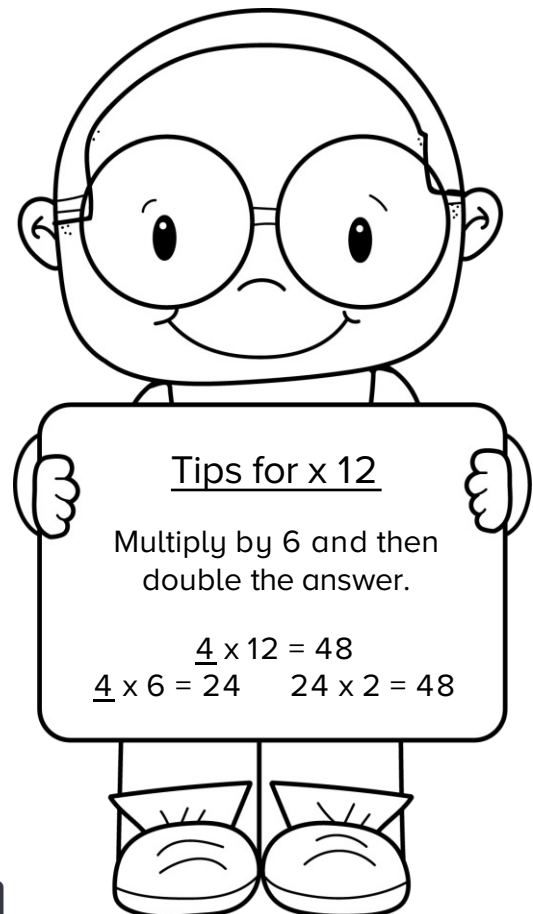 Tips for x 12
Multiply by 6 and then
double the answer.
4 x 12 = 48
4 x 6 = 24 24 x 2 = 48